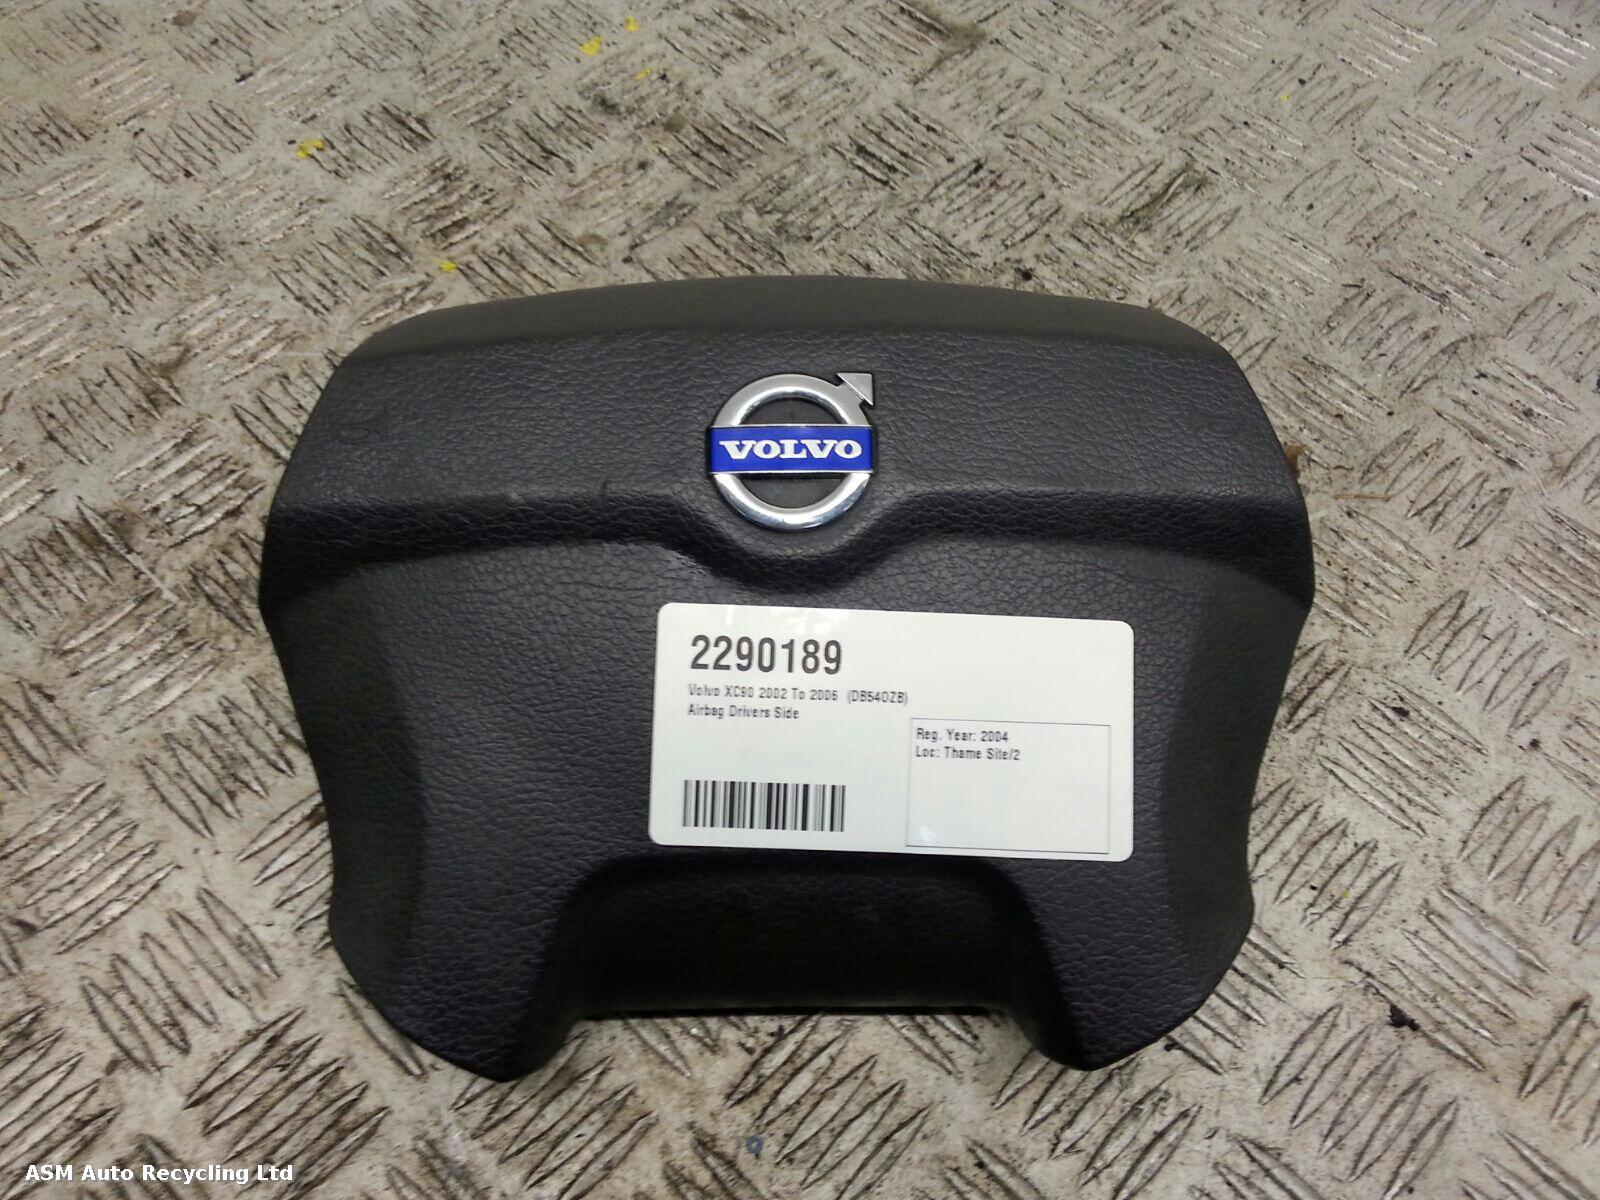 VOLVO
2290189
Volvo XC90 2002 To 2006 (DB54OZB)
Airbag Drivers Side
Reg. Year: 2004
Loc: Thame Site/2
ASM Auto Recycling Ltd